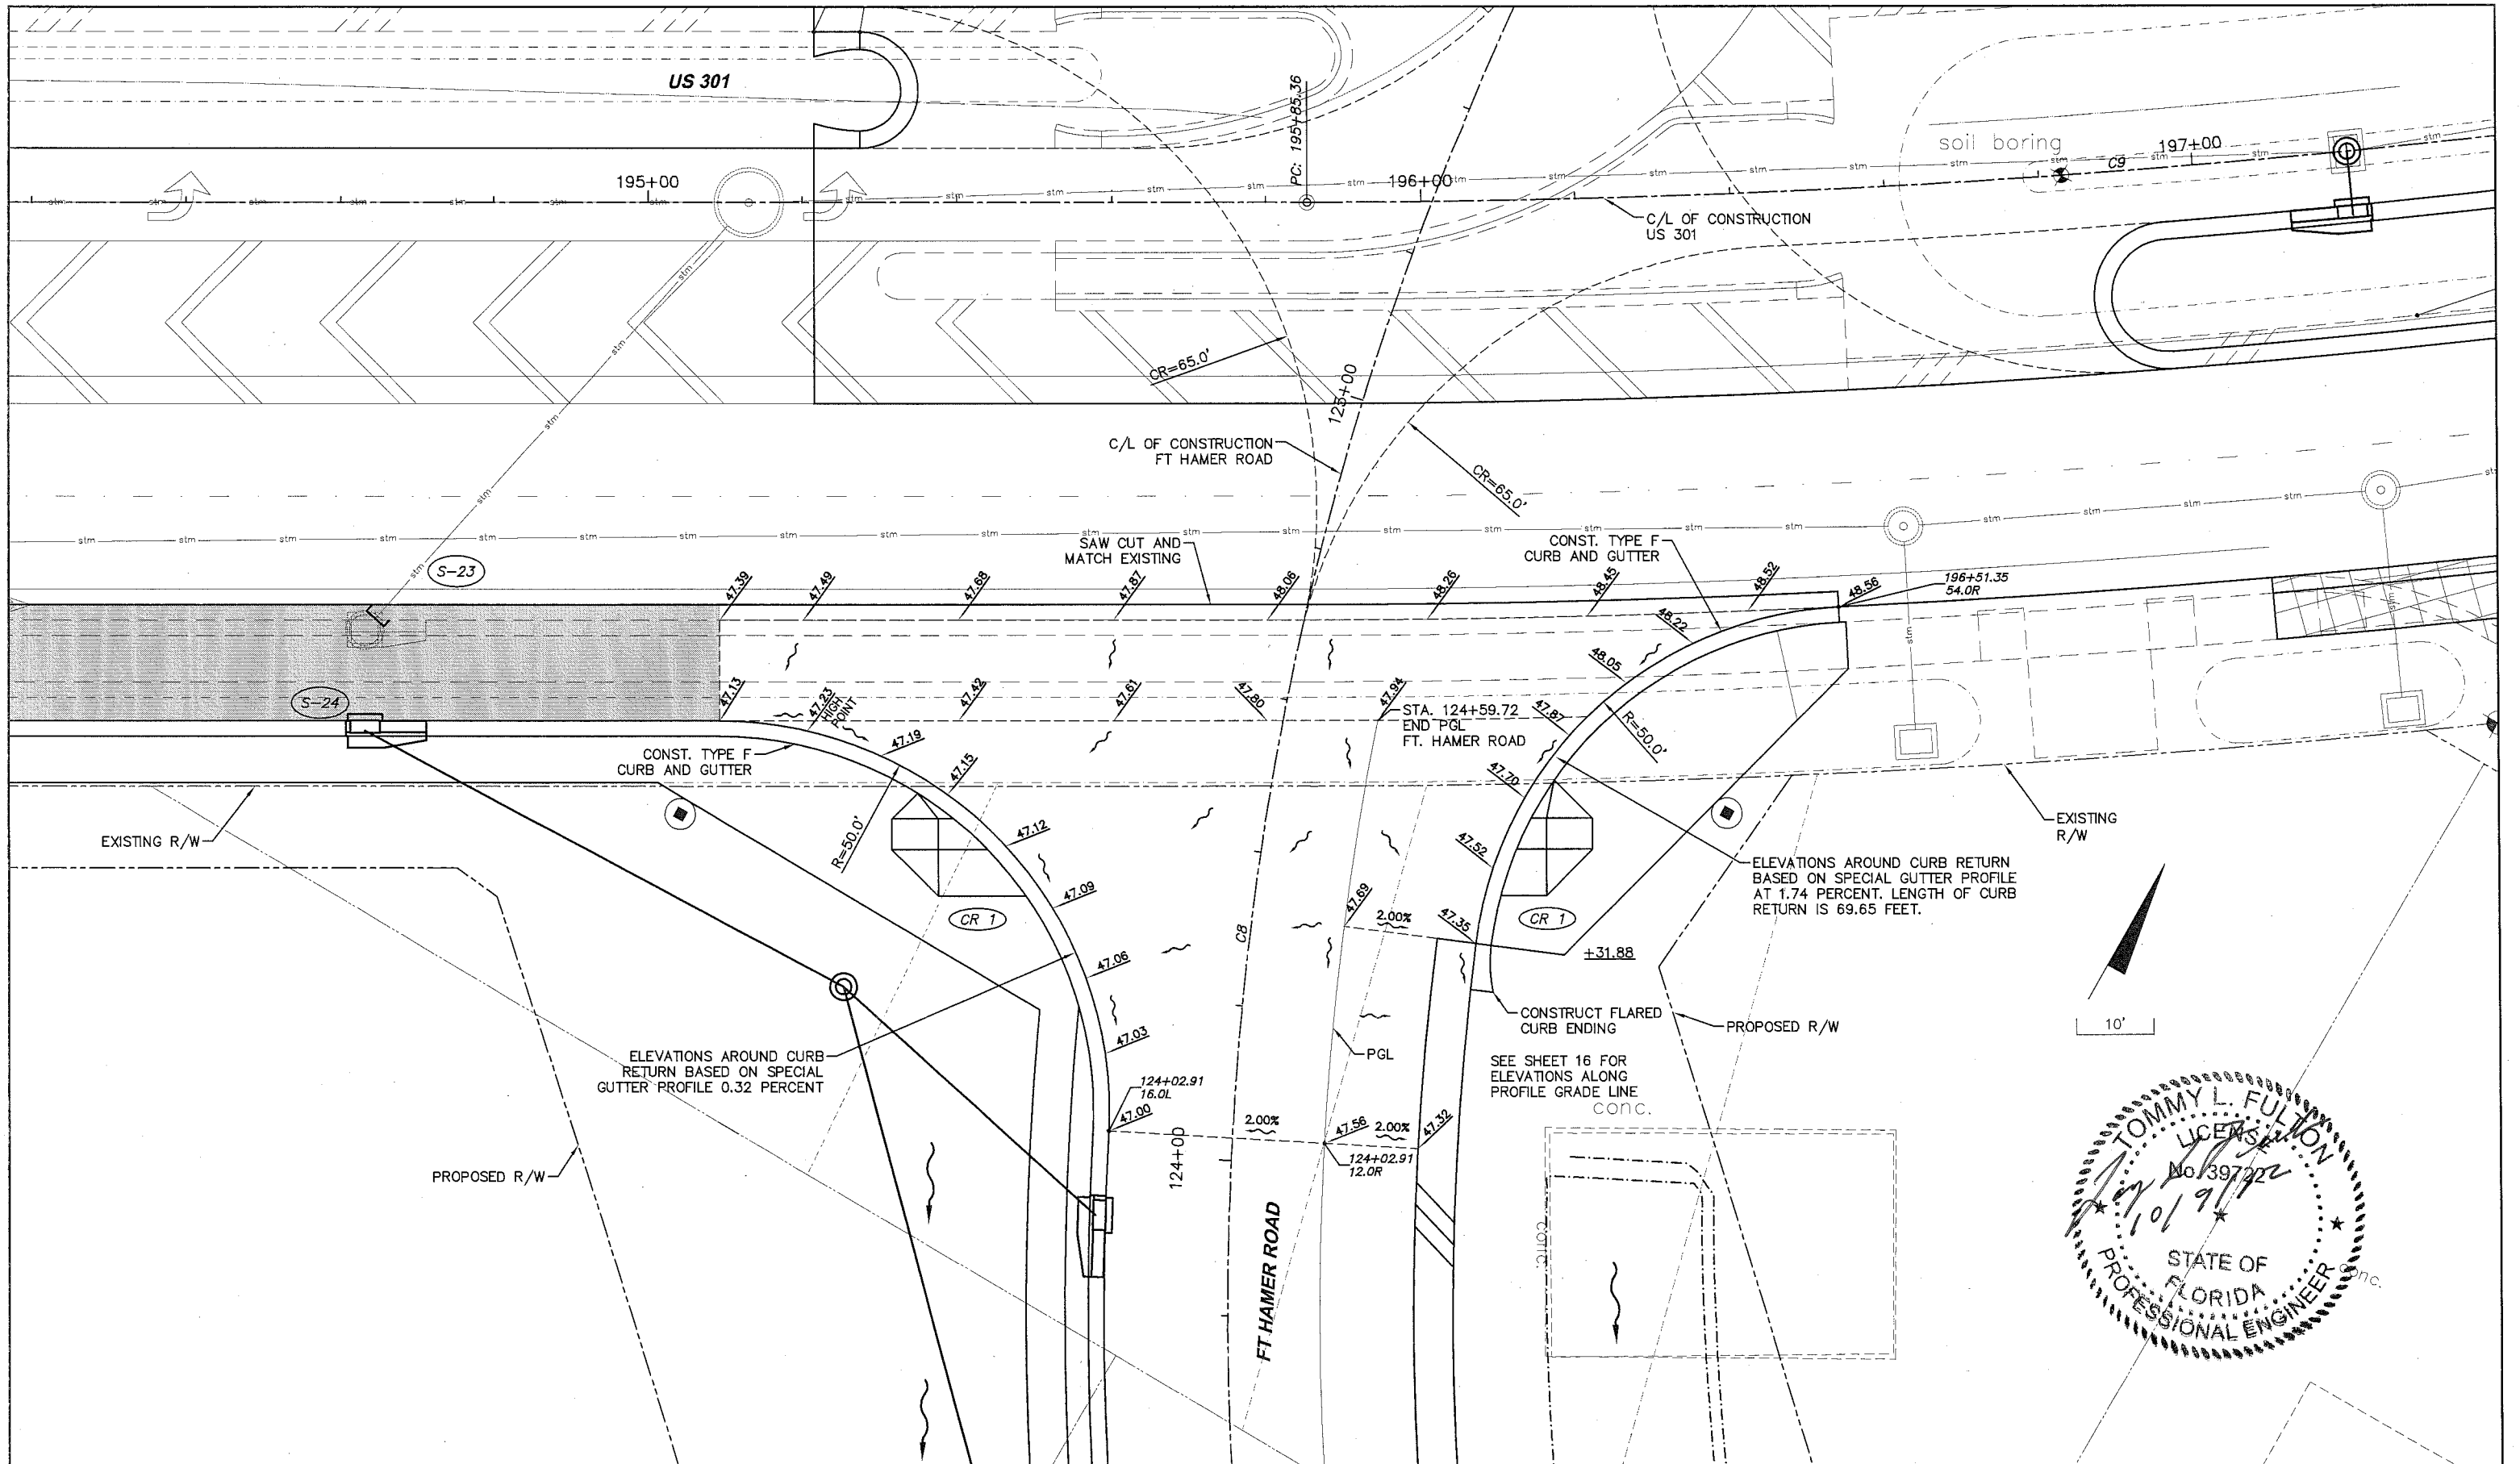 US 301
PC: 195+85.36
soil boring
197+00
C9
195+00
196+00
stm
C/L OF CONSTRUCTION
US 301
CR=65.0'
125+00
C/L OF CONSTRUCTION
FT HAMER ROAD
CR=65.0'
SAW CUT AND
MATCH EXISTING
CONST. TYPE F
CURB AND GUTTER
S-23
47.39
47.49
47.68
47.87
48.06
48.26
48.45
48.52
48.56
196+51.35
54.0R
48.22
48.05
S-24
47.13
47.23
HIGH
POINT
47.42
47.61
47.80
47.94
STA. 124+59.72
END PGL
FT. HAMER ROAD
47.87
R=50.0'
CONST. TYPE F
CURB AND GUTTER
47.19
47.15
47.70
EXISTING R/W
R=50.0'
47.12
47.52
EXISTING
R/W
ELEVATIONS AROUND CURB RETURN
BASED ON SPECIAL GUTTER PROFILE
AT 1.74 PERCENT. LENGTH OF CURB
RETURN IS 69.65 FEET.
47.09
CR 1
47.69
2.00%
47.35
CR 1
C8
47.06
+31.88
47.03
CONSTRUCT FLARED
CURB ENDING
PROPOSED R/W
10'
ELEVATIONS AROUND CURB
RETURN BASED ON SPECIAL
GUTTER PROFILE 0.32 PERCENT
PGL
SEE SHEET 16 FOR
ELEVATIONS ALONG
PROFILE GRADE LINE
conc.
124+02.91
16.0L
47.00
2.00%
47.56
2.00%
47.32
124+02.91
12.0R
124+00
PROPOSED R/W
FT HAMER ROAD
conc.
TOMMY L. FULTON
LICENSE
No. 39722
STATE OF
FLORIDA
PROFESSIONAL ENGINEER
conc.